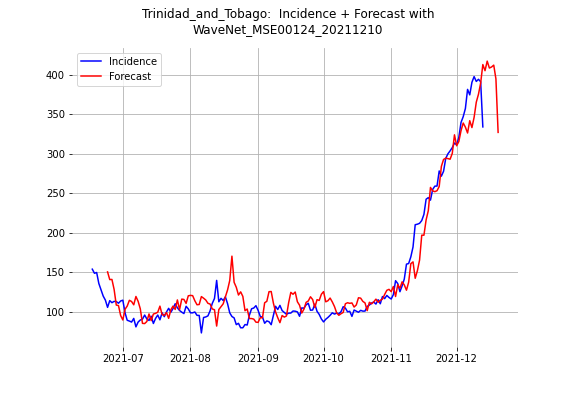 Trinidad_and_Tobago:  Incidence + Forecast with
WaveNet_MSE00124_20211210
Incidence
Forecast
400
350
300
250
200
150
100
2021-07 2021-08 2021-09 2021-10 2021-11 2021-12